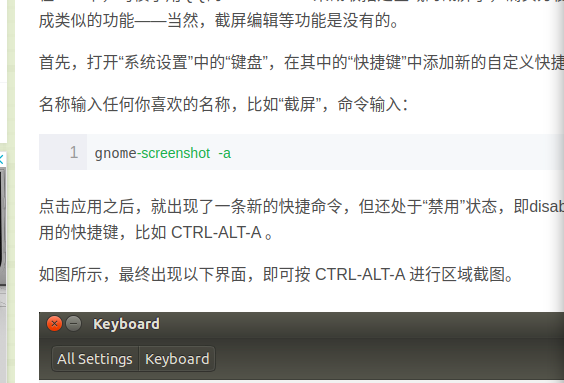 成类似的功能——当然，截屏编辑等功能是没有的。
首先，打开“系统设置”中的“键盘”，在其中的“快捷键”中添加新的自定义快捷
名称输入任何你喜欢的名称，比如“截屏”，命令输入：
1 gnome-screenshot -a
点击应用之后，就出现了一条新的快捷命令，但还处于“禁用”状态，即disab
用的快捷键，比如 CTRL-ALT-A 。
如图所示，最终出现以下界面，即可按 CTRL-ALT-A 进行区域截图。
Keyboard
All Settings Keyboard